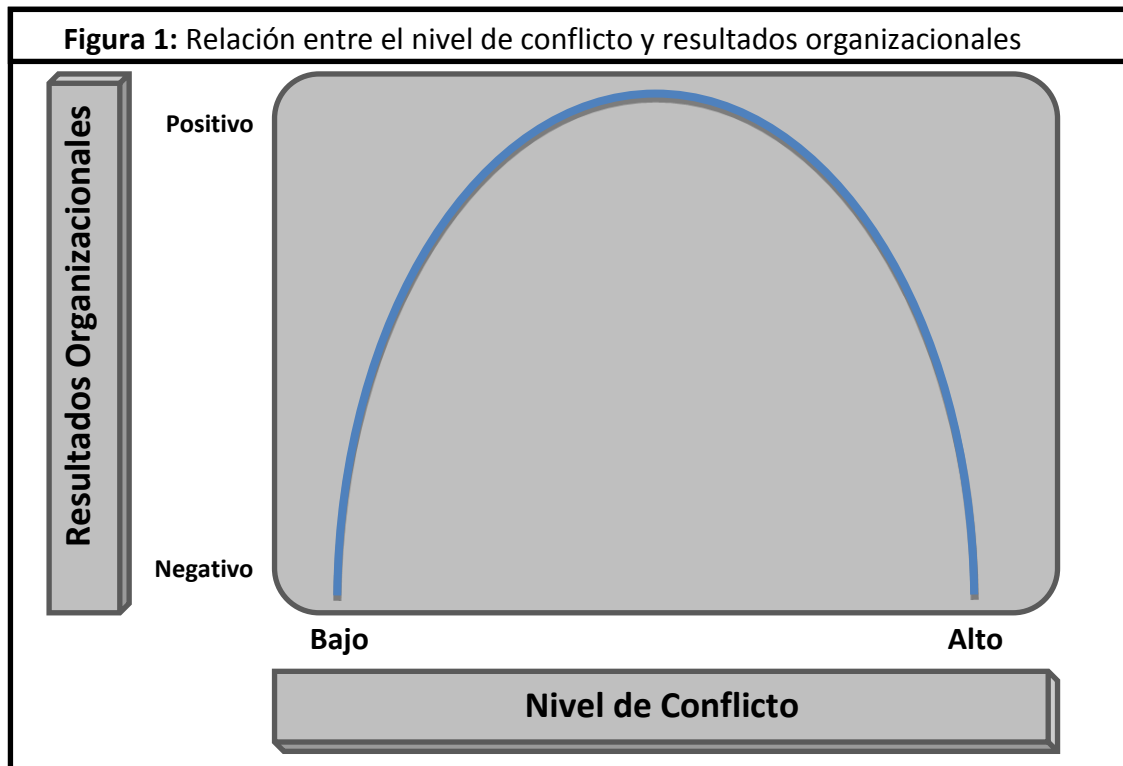 Figura 1: Relación entre el nivel de conflicto y resultados organizacionales
Resultados Organizacionales
Positivo
Negativo
Bajo
Alto
Nivel de Conflicto